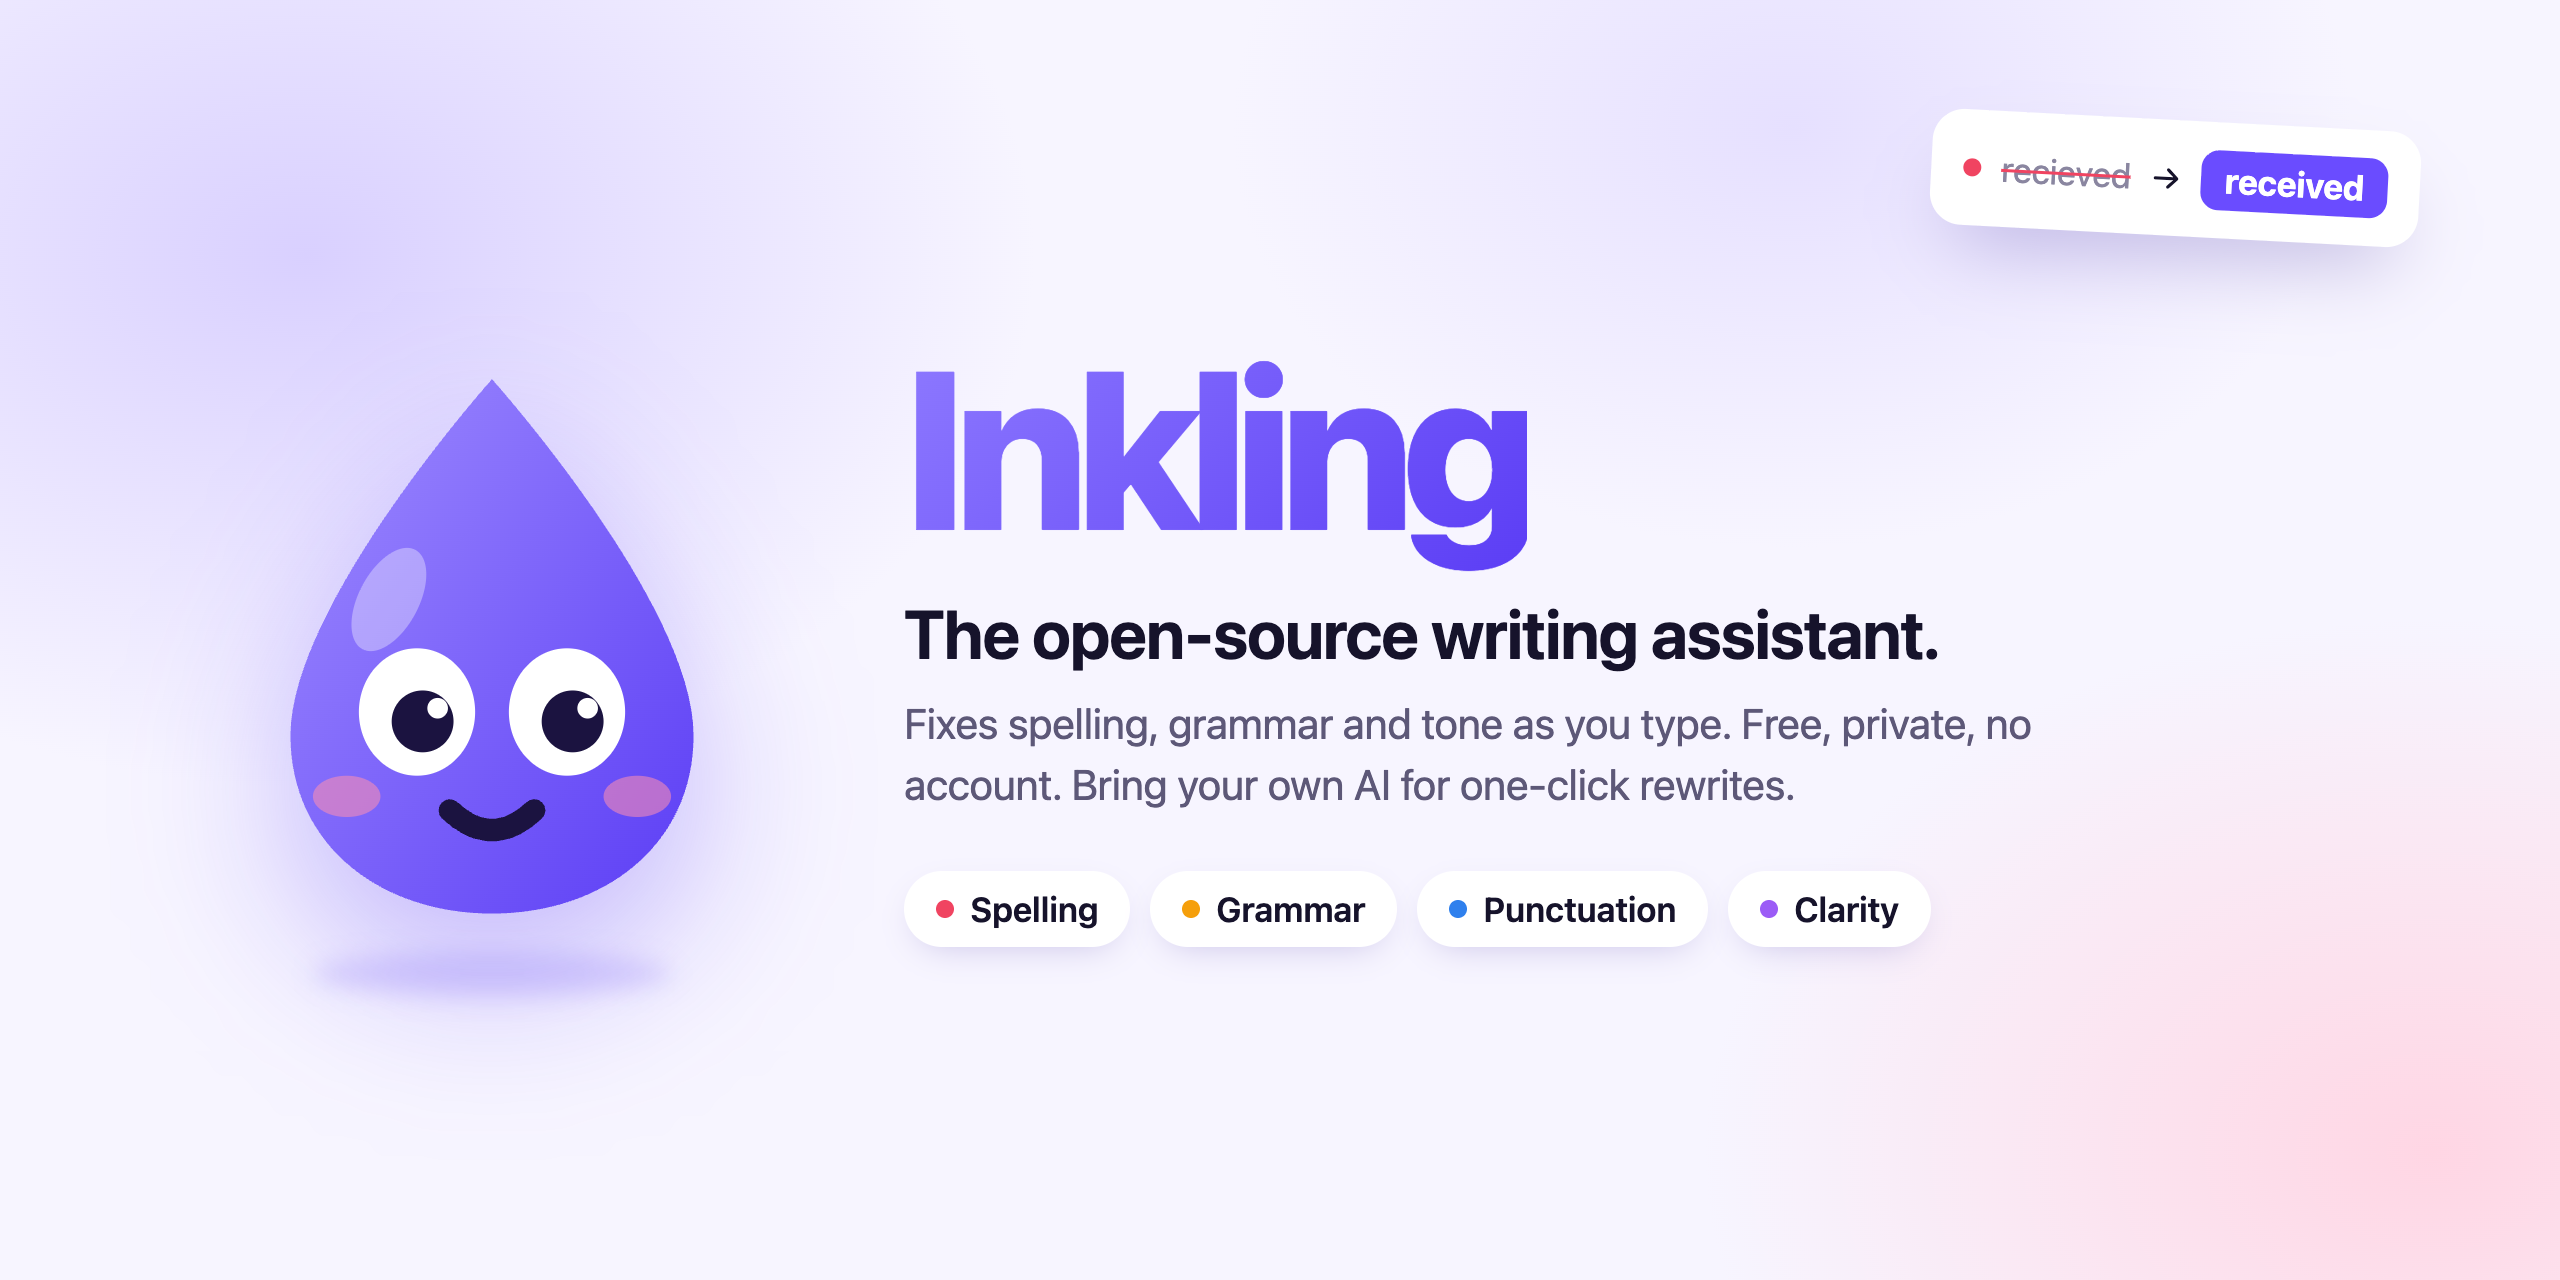 recieved → received
Inkling
The open-source writing assistant.
Fixes spelling, grammar and tone as you type. Free, private, no
account. Bring your own AI for one-click rewrites.
Spelling Grammar Punctuation Clarity